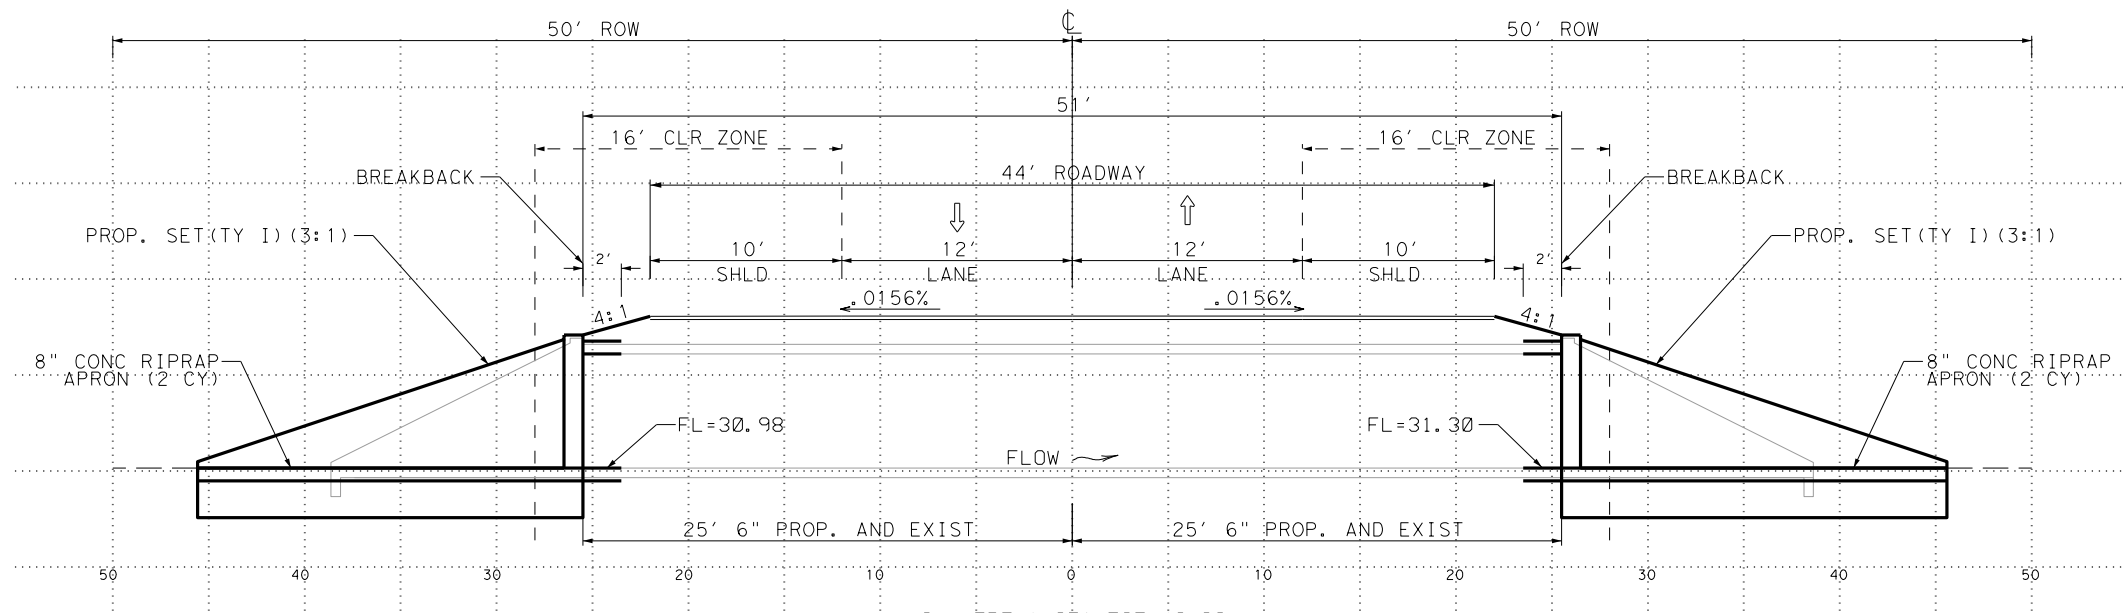 50' ROW
℄
50' ROW
51'
16' CLR ZONE
16' CLR ZONE
BREAKBACK
44' ROADWAY
BREAKBACK
PROP. SET(TY I)(3:1)
PROP. SET(TY I)(3:1)
2'
10'
SHLD
12'
LANE
12'
LANE
10'
SHLD
2'
4:1
.0156%
.0156%
4:1
8" CONC RIPRAP
APRON (2 CY)
8" CONC RIPRAP
APRON (2 CY)
FL=30.98
FL=31.30
FLOW
25' 6" PROP. AND EXIST
25' 6" PROP. AND EXIST
50 40 30 20 10 0 10 20 30 40 50